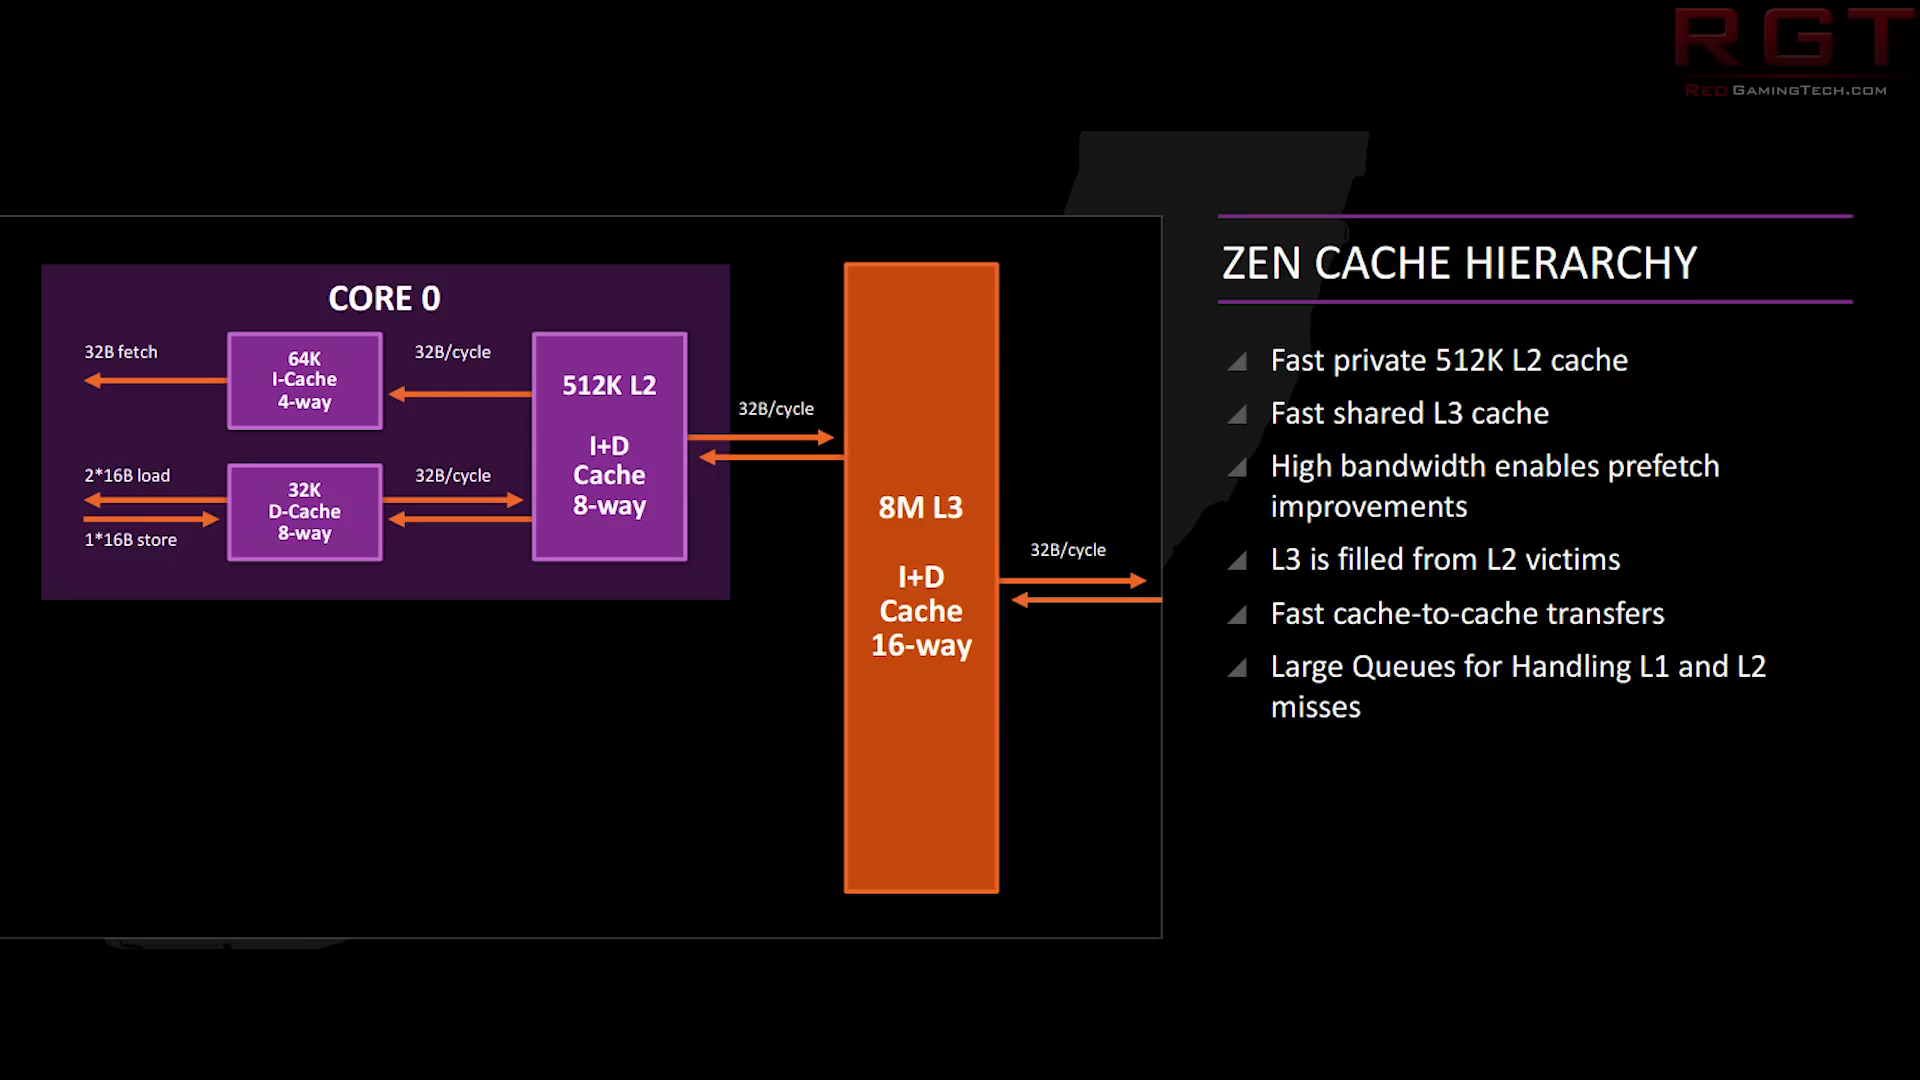 RGT
RedGamingTech.com
CORE 0
32B fetch
64K
I-Cache
4-way
32B/cycle
2*16B load
1*16B store
32K
D-Cache
8-way
32B/cycle
512K L2
I+D
Cache
8-way
32B/cycle
8M L3
I+D
Cache
16-way
32B/cycle
ZEN CACHE HIERARCHY
Fast private 512K L2 cache
Fast shared L3 cache
High bandwidth enables prefetch
improvements
L3 is filled from L2 victims
Fast cache-to-cache transfers
Large Queues for Handling L1 and L2
misses